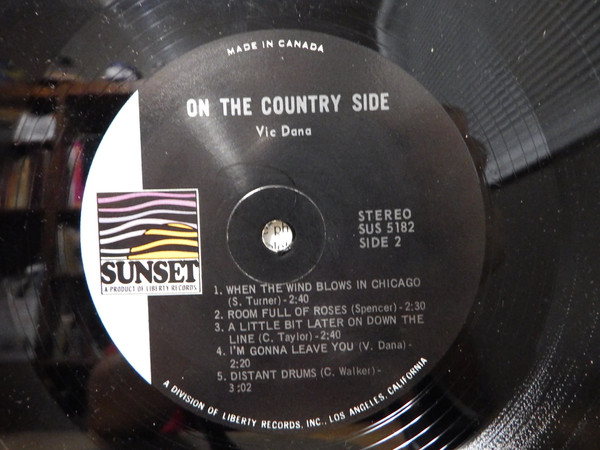 MADE IN CANADA
ON THE COUNTRY SIDE
Vic Dana
STEREO
SUS 5182
SIDE 2
SUNSET
A PRODUCT OF LIBERTY RECORDS
1. WHEN THE WIND BLOWS IN CHICAGO
(S. Turner)-2:40
2. ROOM FULL OF ROSES (Spencer)-2:30
3. A LITTLE BIT LATER ON DOWN THE
LINE (C. Taylor)-2:40
4. I'M GONNA LEAVE YOU (V. Dana)-
2:20
5. DISTANT DRUMS (C. Walker)-
3:02
A DIVISION OF LIBERTY RECORDS, INC., LOS ANGELES, CALIFORNIA